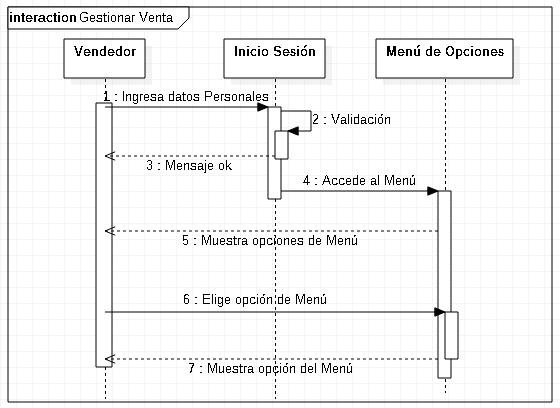 interaction Gestionar Venta
Vendedor
Inicio Sesión
Menú de Opciones
1 : Ingresa datos Personales
2 : Validación
3 : Mensaje ok
4 : Accede al Menú
5 : Muestra opciones de Menú
6 : Elige opción de Menú
7 : Muestra opción del Menú